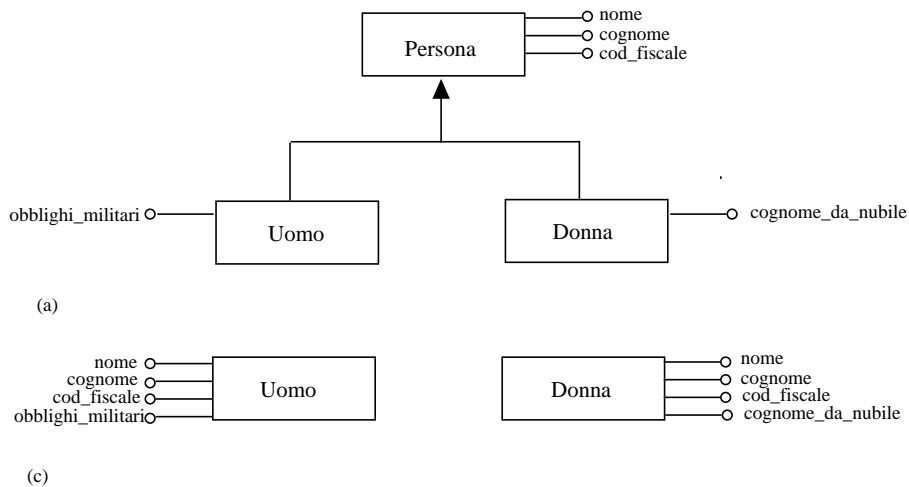 nome
Persona
cognome
cod_fiscale
obblighi_militari
Uomo
Donna
cognome_da_nubile
(a)
nome
cognome
cod_fiscale
obblighi_militari
Uomo
Donna
nome
cognome
cod_fiscale
cognome_da_nubile
(c)